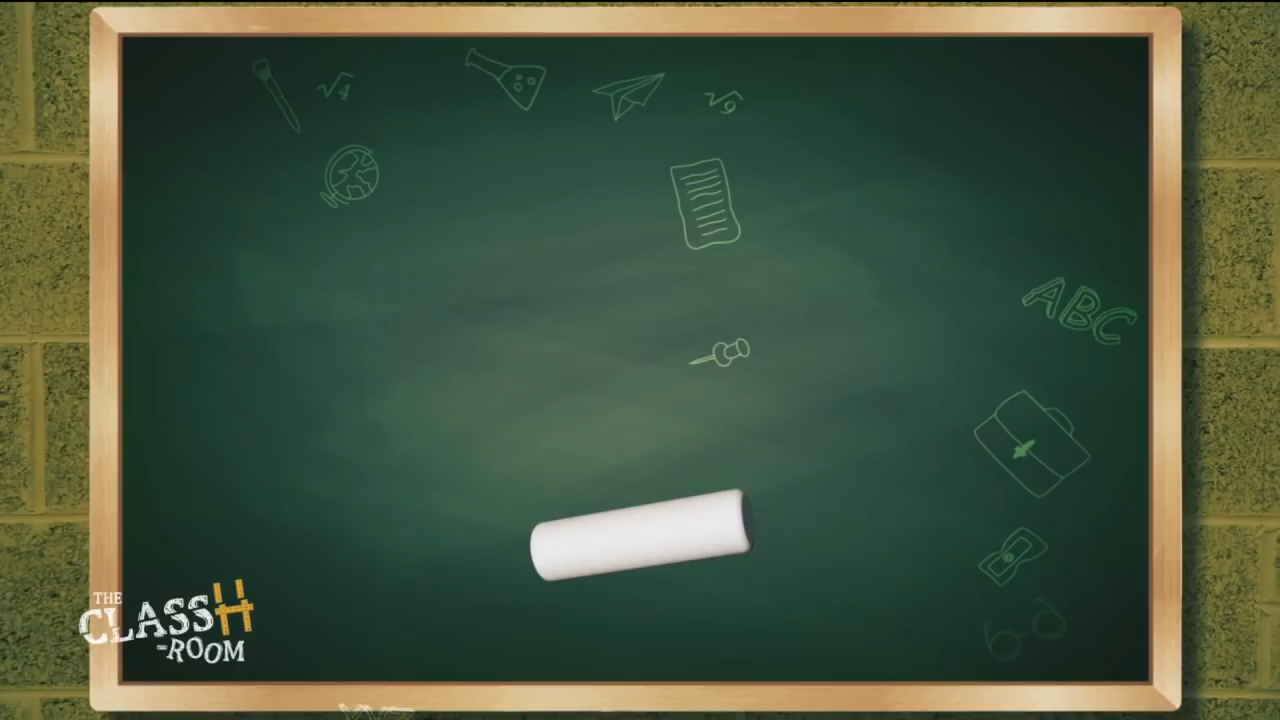 √4
√9
ABC
THE
CLASSH
-ROOM